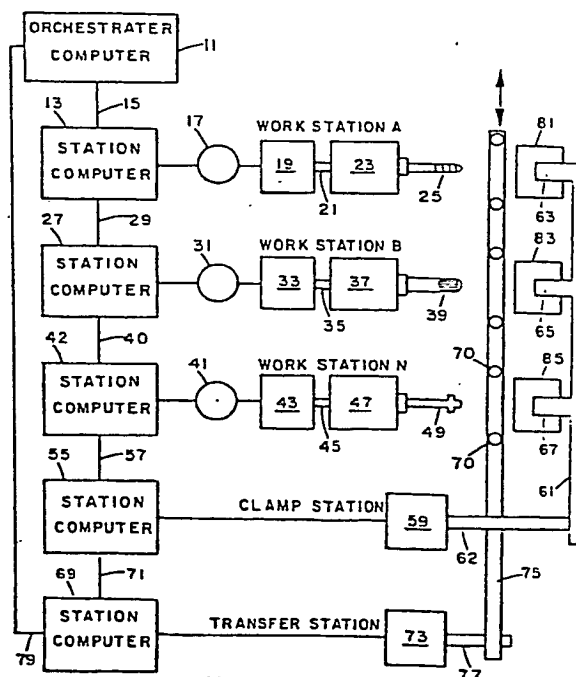 ORCHESTRATER
COMPUTER
11
13
15
17
WORK STATION A
81
STATION
COMPUTER
19
23
21
25
63
27
29
31
WORK STATION B
83
STATION
COMPUTER
33
37
35
39
65
42
40
41
WORK STATION N
70
85
STATION
COMPUTER
43
47
45
49
70
67
55
57
61
STATION
COMPUTER
CLAMP STATION
59
62
69
71
75
STATION
COMPUTER
TRANSFER STATION
73
79
77